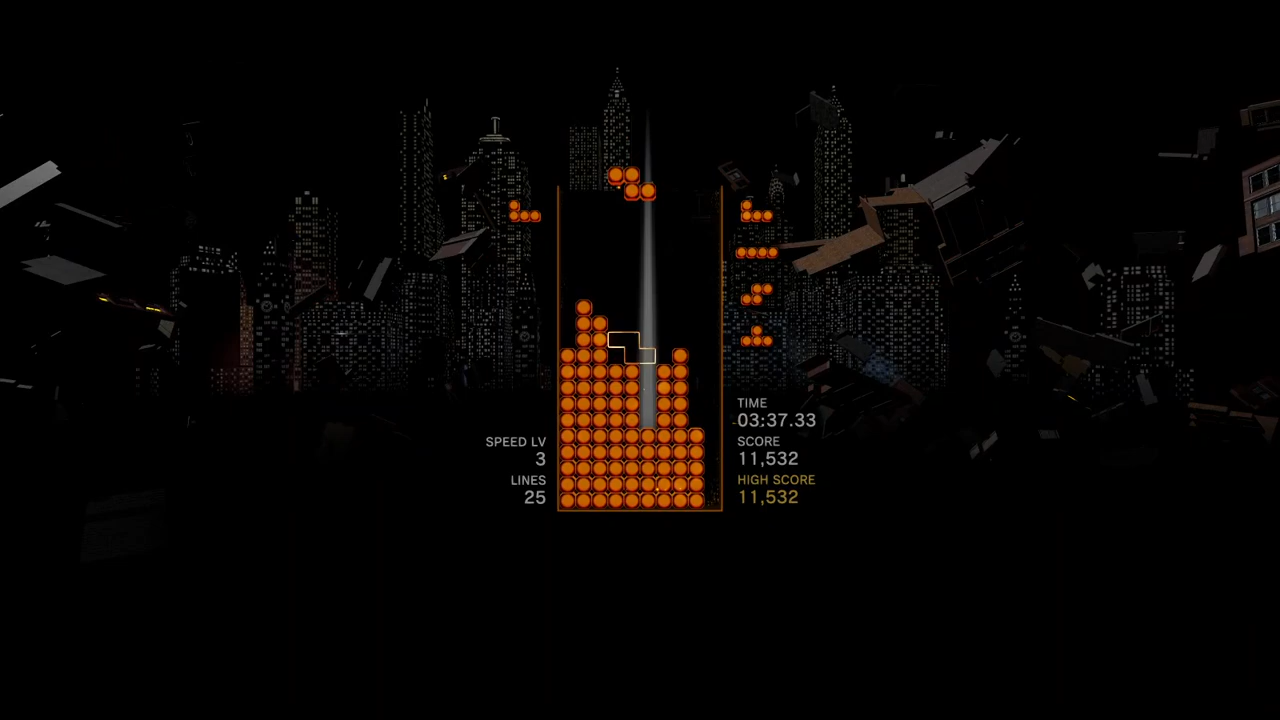 SPEED LV
3
LINES
25
TIME
03:37.33
SCORE
11,532
HIGH SCORE
11,532